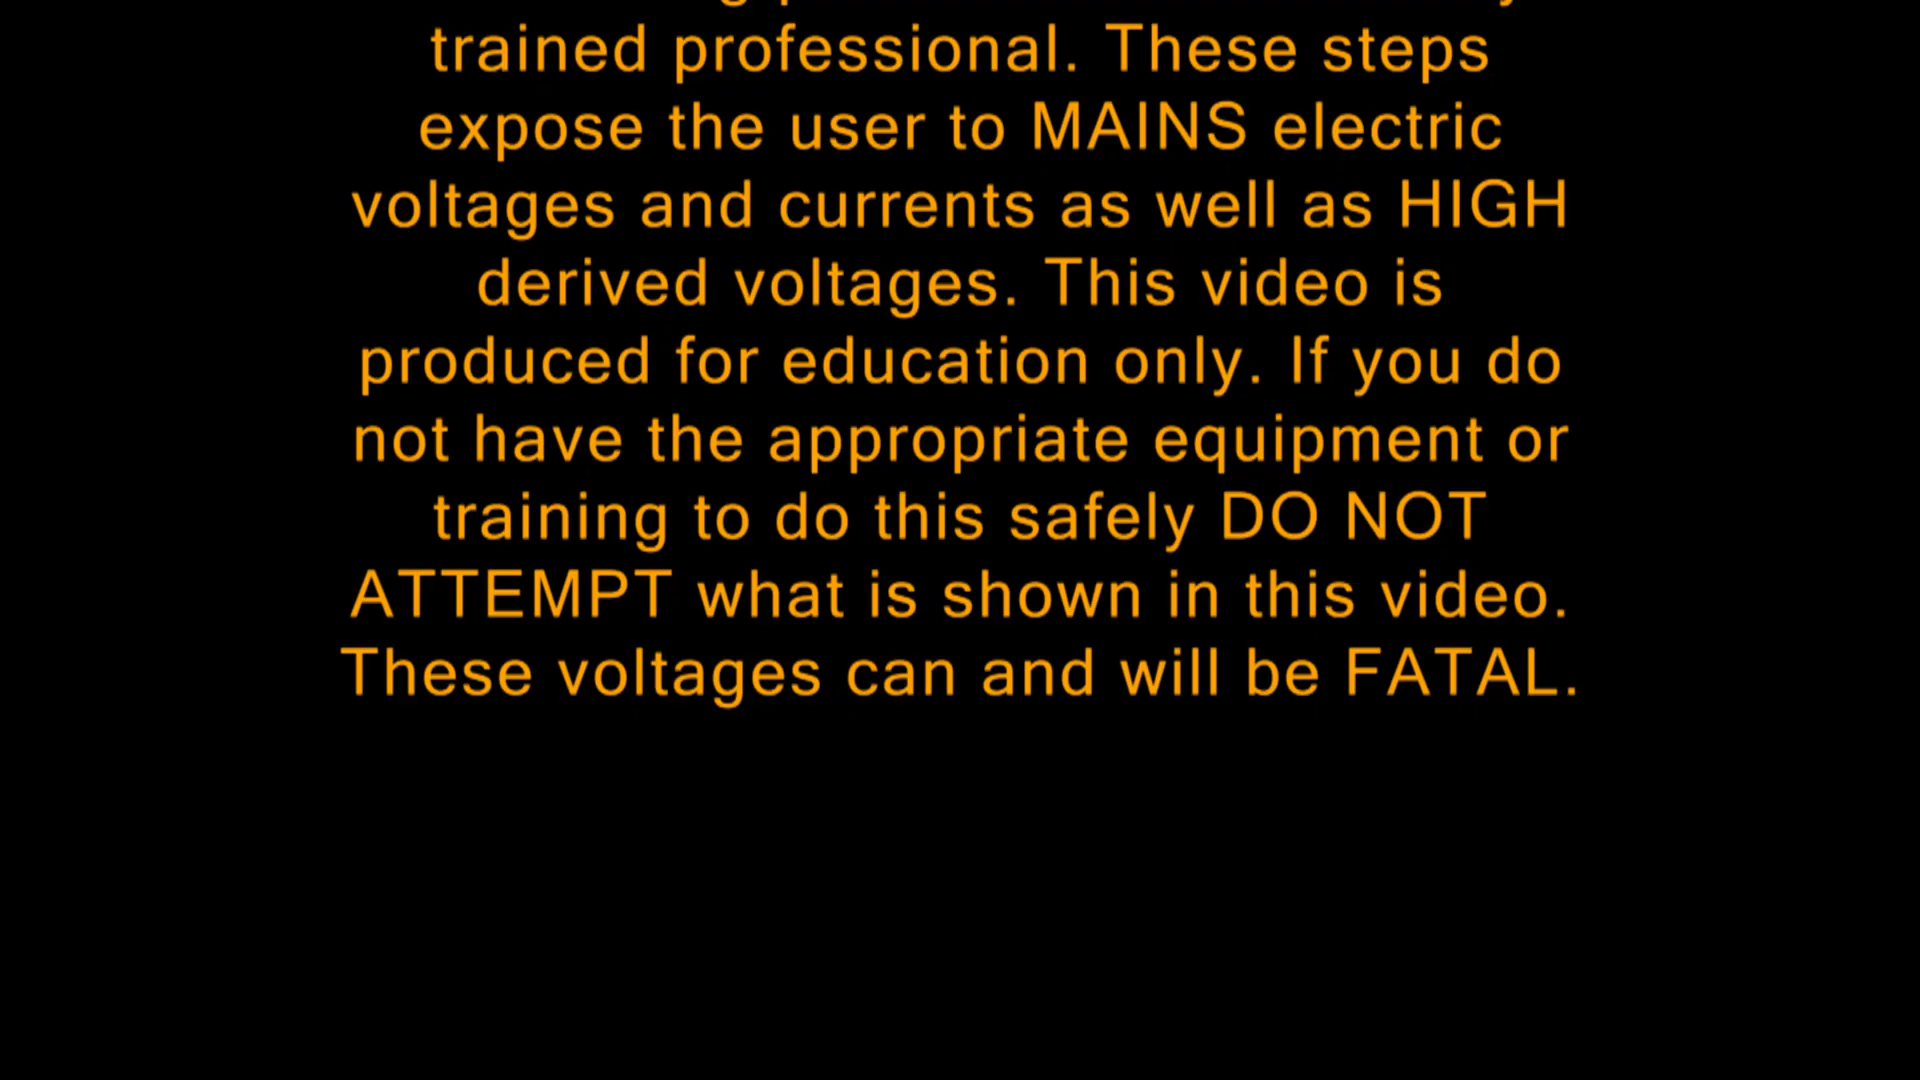 trained professional. These steps
expose the user to MAINS electric
voltages and currents as well as HIGH
derived voltages. This video is
produced for education only. If you do
not have the appropriate equipment or
training to do this safely DO NOT
ATTEMPT what is shown in this video.
These voltages can and will be FATAL.